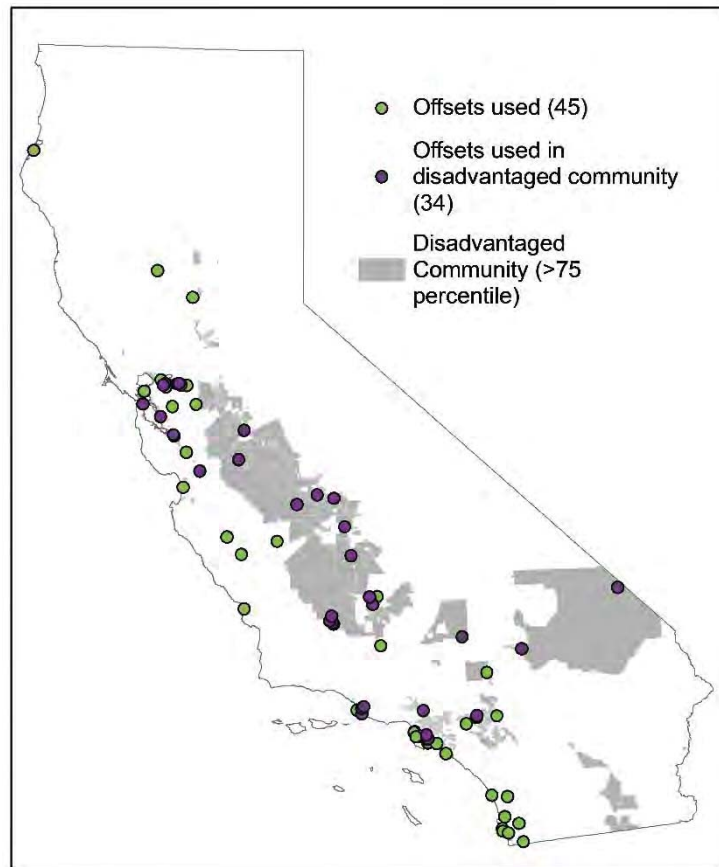 Offsets used (45)
Offsets used in
disadvantaged community
(34)
Disadvantaged
Community (>75
percentile)